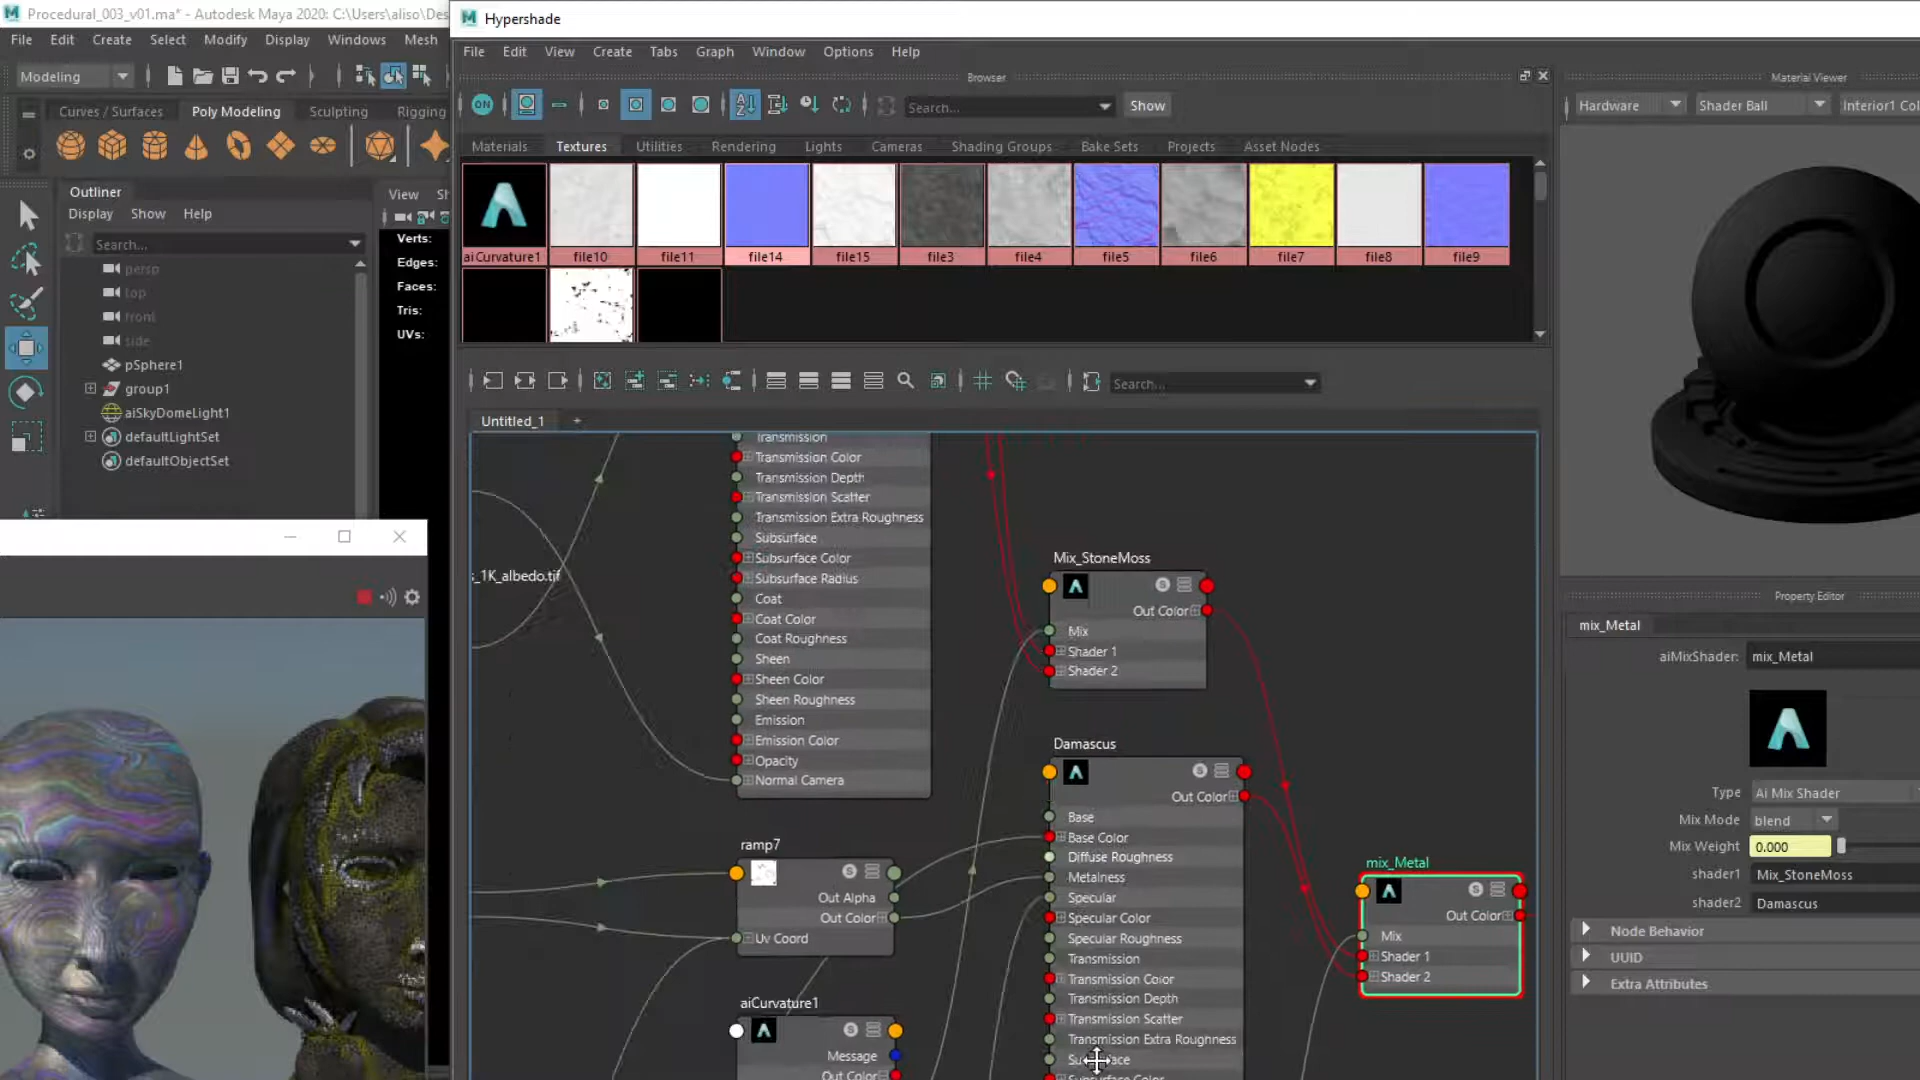 Procedural_003_v01.ma* - Autodesk Maya 2020: C:\Users\aliso\Des
File Edit Create Select Modify Display Windows Mesh
Modeling
Curves / Surfaces Poly Modeling Sculpting Rigging
Outliner
Display Show Help
Search...
persp
top
front
side
pSphere1
group1
aiSkyDomeLight1
defaultLightSet
defaultObjectSet
View Sh
Verts:
Edges:
Faces:
Tris:
UVs:
Hypershade
File Edit View Create Tabs Graph Window Options Help
Browser
ON
Search...
Show
Materials Textures Utilities Rendering Lights Cameras Shading Groups Bake Sets Projects Asset Nodes
aiCurvature1 file10 file11 file14 file15 file3 file4 file5 file6 file7 file8 file9
Search...
Untitled_1 +
_1K_albedo.tif
Transmission
Transmission Color
Transmission Depth
Transmission Scatter
Transmission Extra Roughness
Subsurface
Subsurface Color
Subsurface Radius
Coat
Coat Color
Coat Roughness
Sheen
Sheen Color
Sheen Roughness
Emission
Emission Color
Opacity
Normal Camera
ramp7
Out Alpha
Out Color
Uv Coord
aiCurvature1
Message
Out Color
Mix_StoneMoss
Out Color
Mix
Shader 1
Shader 2
Damascus
Out Color
Base
Base Color
Diffuse Roughness
Metalness
Specular
Specular Color
Specular Roughness
Transmission
Transmission Color
Transmission Depth
Transmission Scatter
Transmission Extra Roughness
Subsurface
Subsurface Color
mix_Metal
Out Color
Mix
Shader 1
Shader 2
Material Viewer
Hardware Shader Ball Interior1 Col
Property Editor
mix_Metal
aiMixShader: mix_Metal
Type Ai Mix Shader
Mix Mode blend
Mix Weight 0.000
shader1 Mix_StoneMoss
shader2 Damascus
Node Behavior
UUID
Extra Attributes